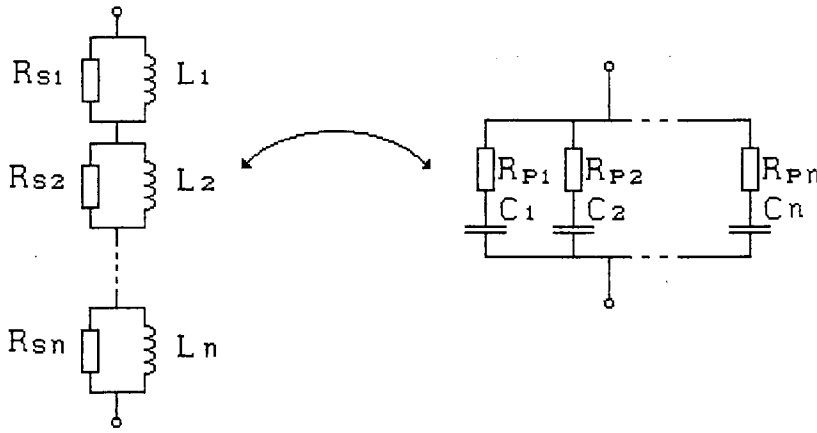 Rs1 L1
Rs2 L2
Rsn Ln
RP1 RP2 RPn
C1 C2 Cn